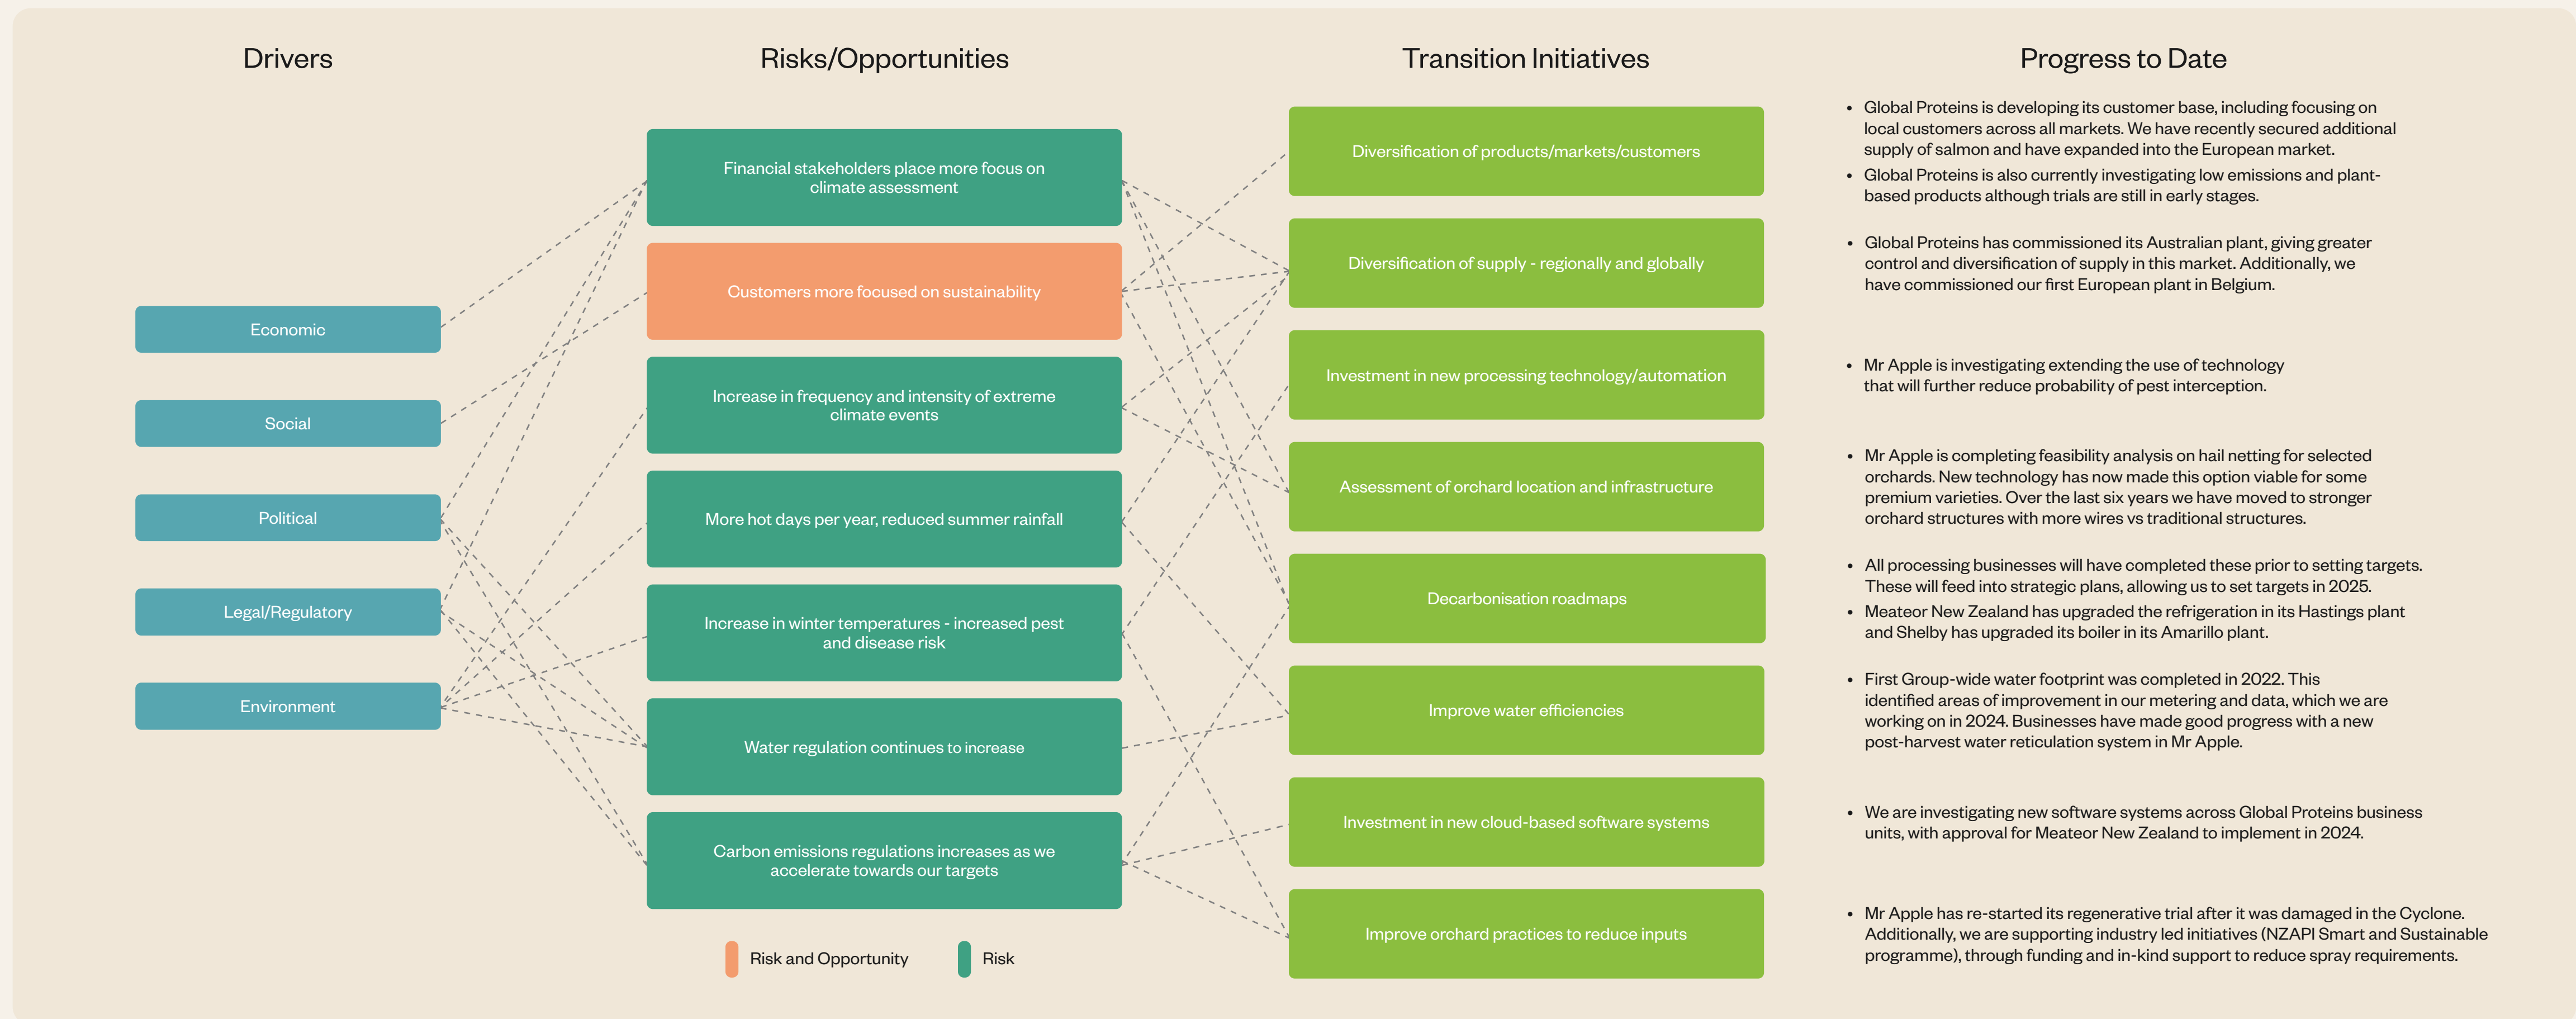 Drivers
Risks/Opportunities
Transition Initiatives
Progress to Date
Economic
Social
Political
Legal/Regulatory
Environment
Financial stakeholders place more focus on
climate assessment
Customers more focused on sustainability
Increase in frequency and intensity of extreme
climate events
More hot days per year, reduced summer rainfall
Increase in winter temperatures - increased pest
and disease risk
Water regulation continues to increase
Carbon emissions regulations increases as we
accelerate towards our targets
Risk and Opportunity
Risk
Diversification of products/markets/customers
Diversification of supply - regionally and globally
Investment in new processing technology/automation
Assessment of orchard location and infrastructure
Decarbonisation roadmaps
Improve water efficiencies
Investment in new cloud-based software systems
Improve orchard practices to reduce inputs
• Global Proteins is developing its customer base, including focusing on
local customers across all markets. We have recently secured additional
supply of salmon and have expanded into the European market.
• Global Proteins is also currently investigating low emissions and plant-
based products although trials are still in early stages.
• Global Proteins has commissioned its Australian plant, giving greater
control and diversification of supply in this market. Additionally, we
have commissioned our first European plant in Belgium.
• Mr Apple is investigating extending the use of technology
that will further reduce probability of pest interception.
• Mr Apple is completing feasibility analysis on hail netting for selected
orchards. New technology has now made this option viable for some
premium varieties. Over the last six years we have moved to stronger
orchard structures with more wires vs traditional structures.
• All processing businesses will have completed these prior to setting targets.
These will feed into strategic plans, allowing us to set targets in 2025.
• Meateor New Zealand has upgraded the refrigeration in its Hastings plant
and Shelby has upgraded its boiler in its Amarillo plant.
• First Group-wide water footprint was completed in 2022. This
identified areas of improvement in our metering and data, which we are
working on in 2024. Businesses have made good progress with a new
post-harvest water reticulation system in Mr Apple.
• We are investigating new software systems across Global Proteins business
units, with approval for Meateor New Zealand to implement in 2024.
• Mr Apple has re-started its regenerative trial after it was damaged in the Cyclone.
Additionally, we are supporting industry led initiatives (NZAPI Smart and Sustainable
programme), through funding and in-kind support to reduce spray requirements.